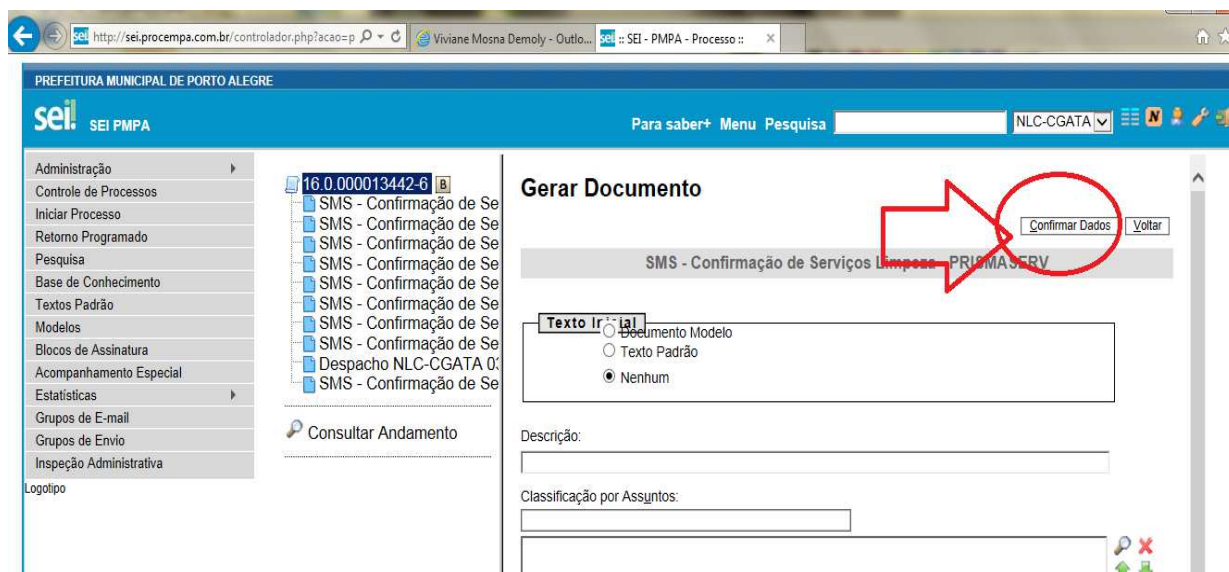 http://sei.procempa.com.br/controlador.php?acao=p
Viviane Mosna Demoly - Outlo...
:: SEI - PMPA - Processo ::
PREFEITURA MUNICIPAL DE PORTO ALEGRE
sei!
SEI PMPA
Para saber+ Menu Pesquisa
NLC-CGATA
N
Administração
Controle de Processos
Iniciar Processo
Retorno Programado
Pesquisa
Base de Conhecimento
Textos Padrão
Modelos
Blocos de Assinatura
Acompanhamento Especial
Estatísticas
Grupos de E-mail
Grupos de Envio
Inspeção Administrativa
Logotipo
16.0.000013442-6 B
SMS - Confirmação de Se
SMS - Confirmação de Se
SMS - Confirmação de Se
SMS - Confirmação de Se
SMS - Confirmação de Se
SMS - Confirmação de Se
SMS - Confirmação de Se
SMS - Confirmação de Se
Despacho NLC-CGATA 03
SMS - Confirmação de Se
Consultar Andamento
Gerar Documento
Confirmar Dados
Voltar
SMS - Confirmação de Serviços Limpeza - PRISMASERV
Texto Inicial
Documento Modelo
Texto Padrão
Nenhum
Descrição:
Classificação por Assuntos: